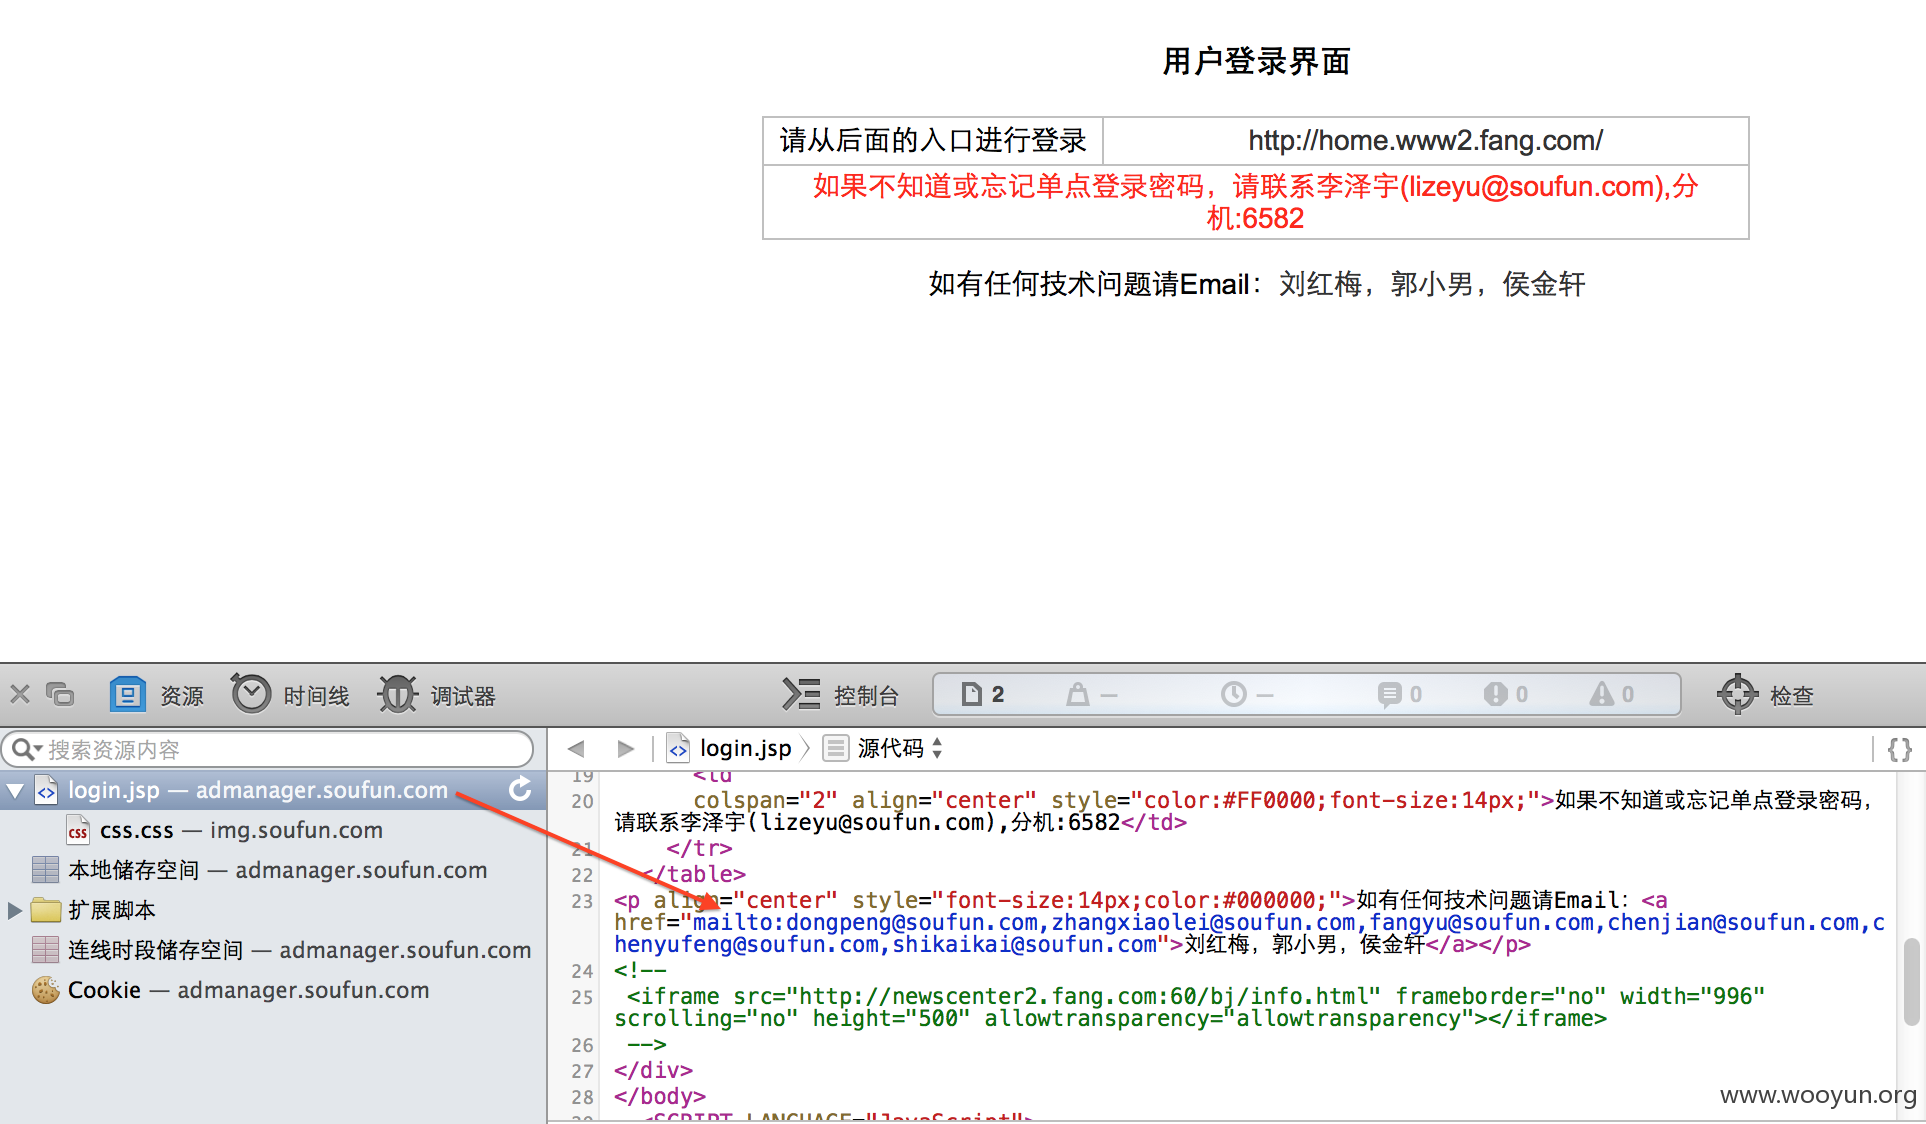 用户登录界面
请从后面的入口进行登录 http://home.www2.fang.com/
如果不知道或忘记单点登录密码，请联系李泽宇(lizeyu@soufun.com),分
机:6582
如有任何技术问题请Email：刘红梅，郭小男，侯金轩
资源 时间线 调试器 控制台 2 — — 0 0 0 检查
搜索资源内容
login.jsp 源代码 {}
login.jsp — admanager.soufun.com
css.css — img.soufun.com
本地储存空间 — admanager.soufun.com
扩展脚本
连线时段储存空间 — admanager.soufun.com
Cookie — admanager.soufun.com
19 <td
20 colspan="2" align="center" style="color:#FF0000;font-size:14px;">如果不知道或忘记单点登录密码，
请联系李泽宇(lizeyu@soufun.com),分机:6582</td>
21 </tr>
22 </table>
23 <p align="center" style="font-size:14px;color:#000000;">如有任何技术问题请Email：<a
href="mailto:dongpeng@soufun.com,zhangxiaolei@soufun.com,fangyu@soufun.com,chenjian@soufun.com,c
henyufeng@soufun.com,shikaikai@soufun.com">刘红梅，郭小男，侯金轩</a></p>
24 <!--
25 <iframe src="http://newscenter2.fang.com:60/bj/info.html" frameborder="no" width="996"
scrolling="no" height="500" allowtransparency="allowtransparency"></iframe>
26 -->
27 </div>
28 </body>
<SCRIPT LANGUAGE="JavaScript">
www.wooyun.org